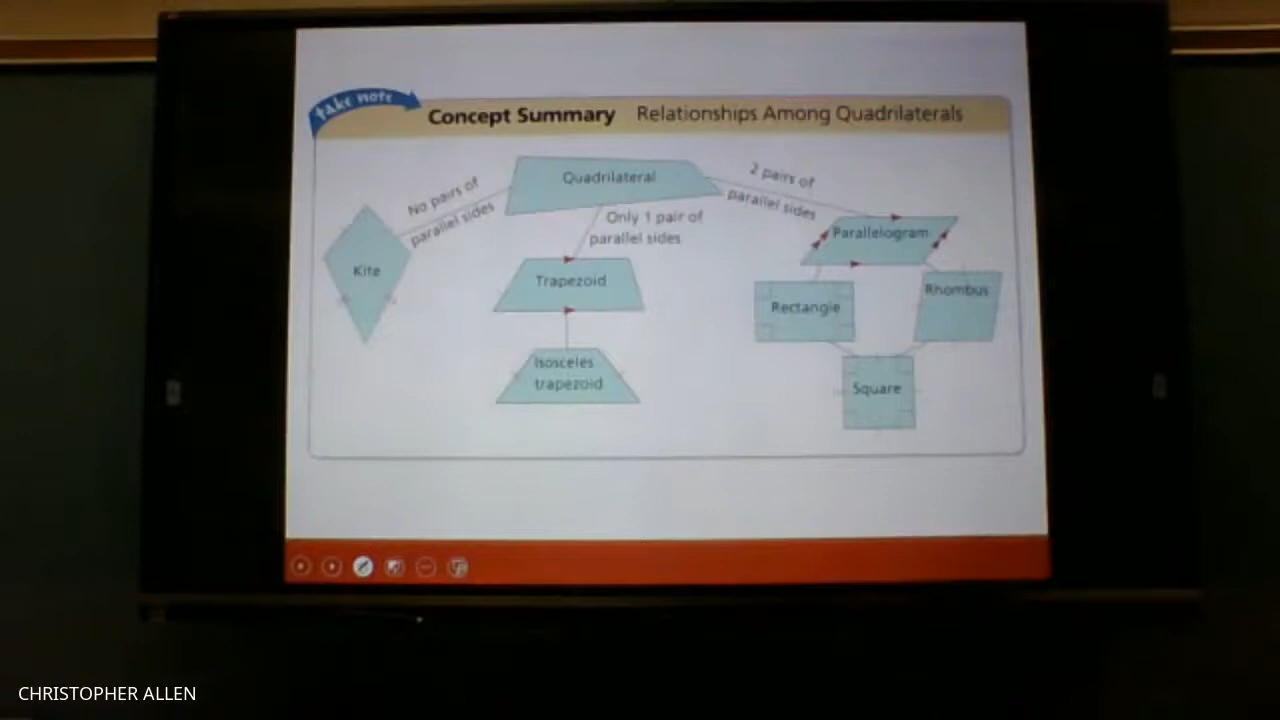 take note
Concept Summary Relationships Among Quadrilaterals
Quadrilateral
No pairs of
parallel sides
Only 1 pair of
parallel sides
2 pairs of
parallel sides
Kite
Trapezoid
Isosceles
trapezoid
Parallelogram
Rectangle
Rhombus
Square
CHRISTOPHER ALLEN